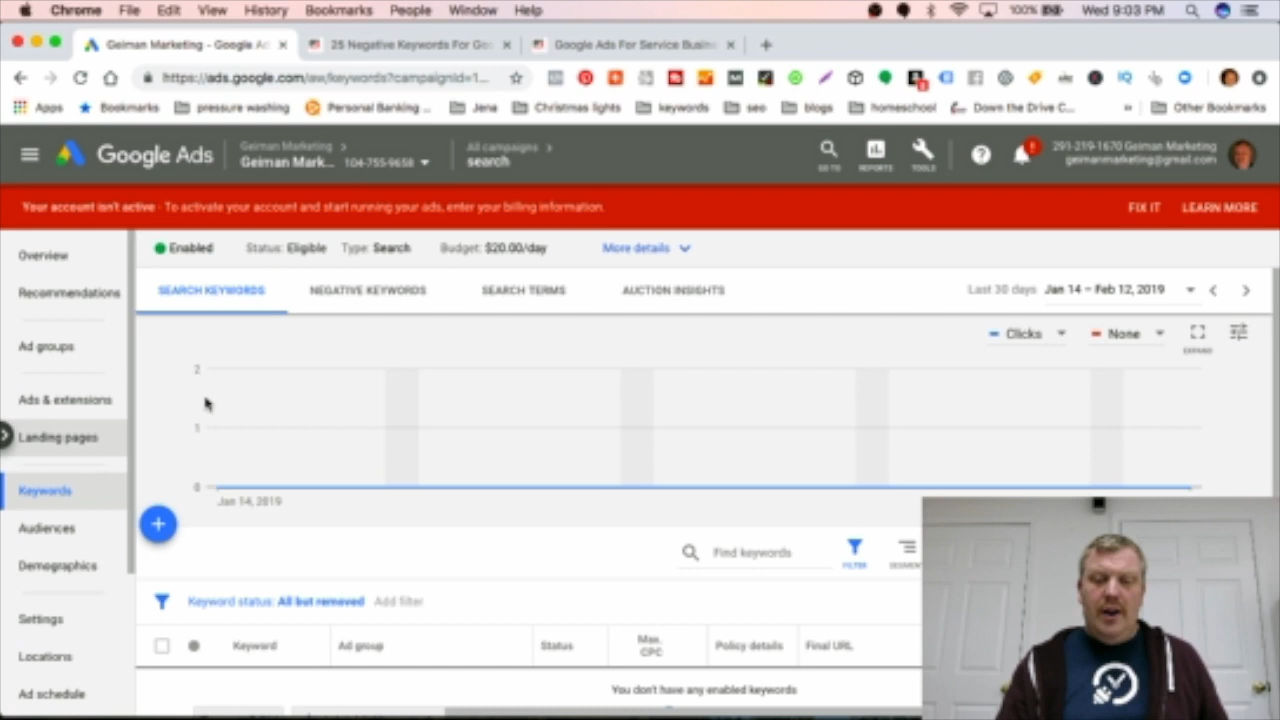 Chrome File Edit View History Bookmarks People Window Help 100% Wed 9:03 PM
Geiman Marketing - Google Ad
25 Negative Keywords For Goo
Google Ads For Service Busin
https://ads.google.com/aw/keywords?campaignId=1...
Apps Bookmarks pressure washing Personal Banking ... Jena Christmas lights keywords seo blogs homeschool Down the Drive C... » Other Bookmarks
Google Ads
Geiman Marketing >
Geiman Mark... 104-755-9658
All campaigns >
search
GO TO REPORTS TOOLS
291-219-1670 Geiman Marketing
geimanmarketing@gmail.com
Your account isn't active - To activate your account and start running your ads, enter your billing information. FIX IT LEARN MORE
Overview
Recommendations
Ad groups
Ads & extensions
Landing pages
Keywords
Audiences
Demographics
Settings
Locations
Ad schedule
Enabled Status: Eligible Type: Search Budget: $20.00/day More details
SEARCH KEYWORDS NEGATIVE KEYWORDS SEARCH TERMS AUCTION INSIGHTS Last 30 days Jan 14 – Feb 12, 2019
Clicks None
EXPAND
2
1
0
Jan 14, 2019
Find keywords
FILTER SEGMENT
Keyword status: All but removed Add filter
Keyword Ad group Status Max. CPC Policy details Final URL
You don't have any enabled keywords